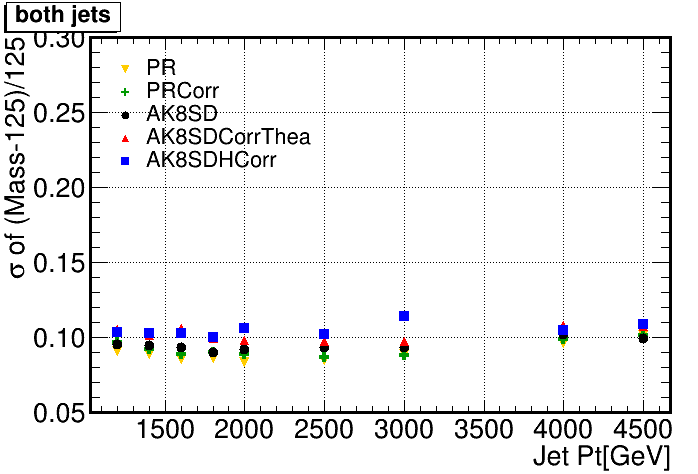 both jets
σ of (Mass-125)/125
0.30
0.25
0.20
0.15
0.10
0.05
PR
PRCorr
AK8SD
AK8SDCorrThea
AK8SDHCorr
1500 2000 2500 3000 3500 4000 4500
Jet Pt[GeV]